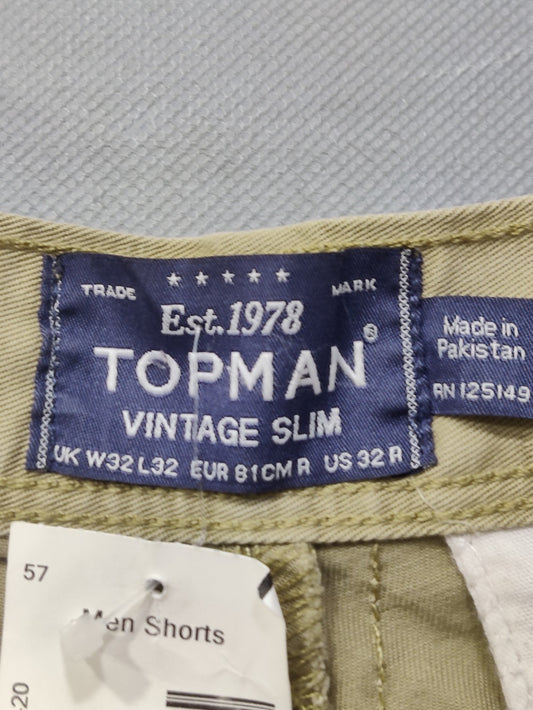 TRADE ★★★★★ MARK
Est.1978
TOPMAN®
VINTAGE SLIM
UK W32 L32 EUR 81CM R US 32 R
Made in
Pakistan
RN 125149
57
Men Shorts
20